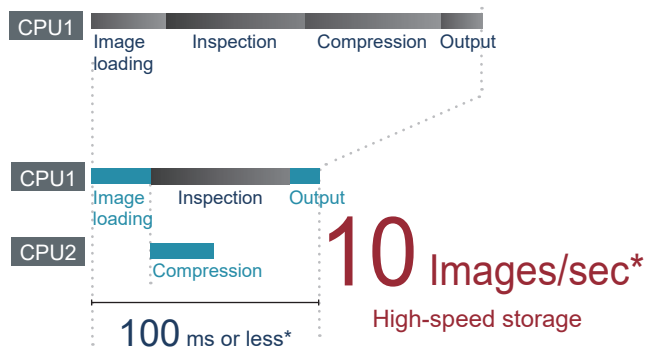 CPU1
Image Inspection Compression Output
loading
CPU1
Image Inspection Output
loading
CPU2
Compression
10 Images/sec*
High-speed storage
100 ms or less*